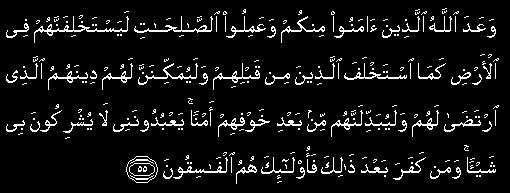 وَعَدَ ٱللَّهُ ٱلَّذِينَ ءَامَنُوا۟ مِنكُمْ وَعَمِلُوا۟ ٱلصَّـٰلِحَـٰتِ لَيَسْتَخْلِفَنَّهُمْ فِى
ٱلْأَرْضِ كَمَا ٱسْتَخْلَفَ ٱلَّذِينَ مِن قَبْلِهِمْ وَلَيُمَكِّنَنَّ لَهُمْ دِينَهُمُ ٱلَّذِى
ٱرْتَضَىٰ لَهُمْ وَلَيُبَدِّلَنَّهُم مِّنۢ بَعْدِ خَوْفِهِمْ أَمْنًا ۚ يَعْبُدُونَنِى لَا يُشْرِكُونَ بِى
شَيْـًٔا ۚ وَمَن كَفَرَ بَعْدَ ذَٰلِكَ فَأُو۟لَـٰٓئِكَ هُمُ ٱلْفَـٰسِقُونَ ٥٥